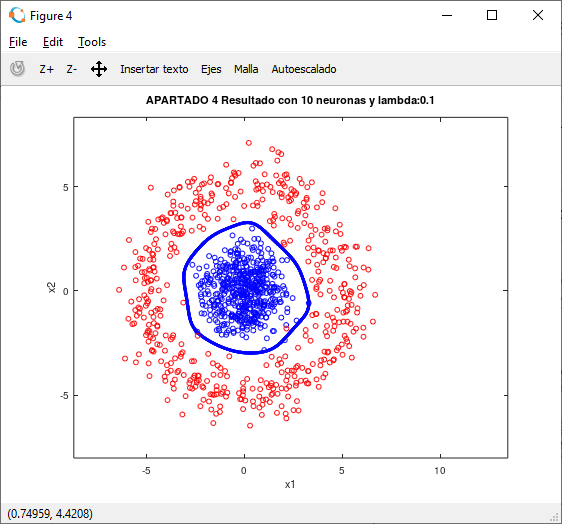 Figure 4
File Edit Tools
Z+ Z- Insertar texto Ejes Malla Autoescalado
APARTADO 4 Resultado con 10 neuronas y lambda:0.1
5
0
-5
x2
-5 0 5 10
x1
(0.74959, 4.4208)